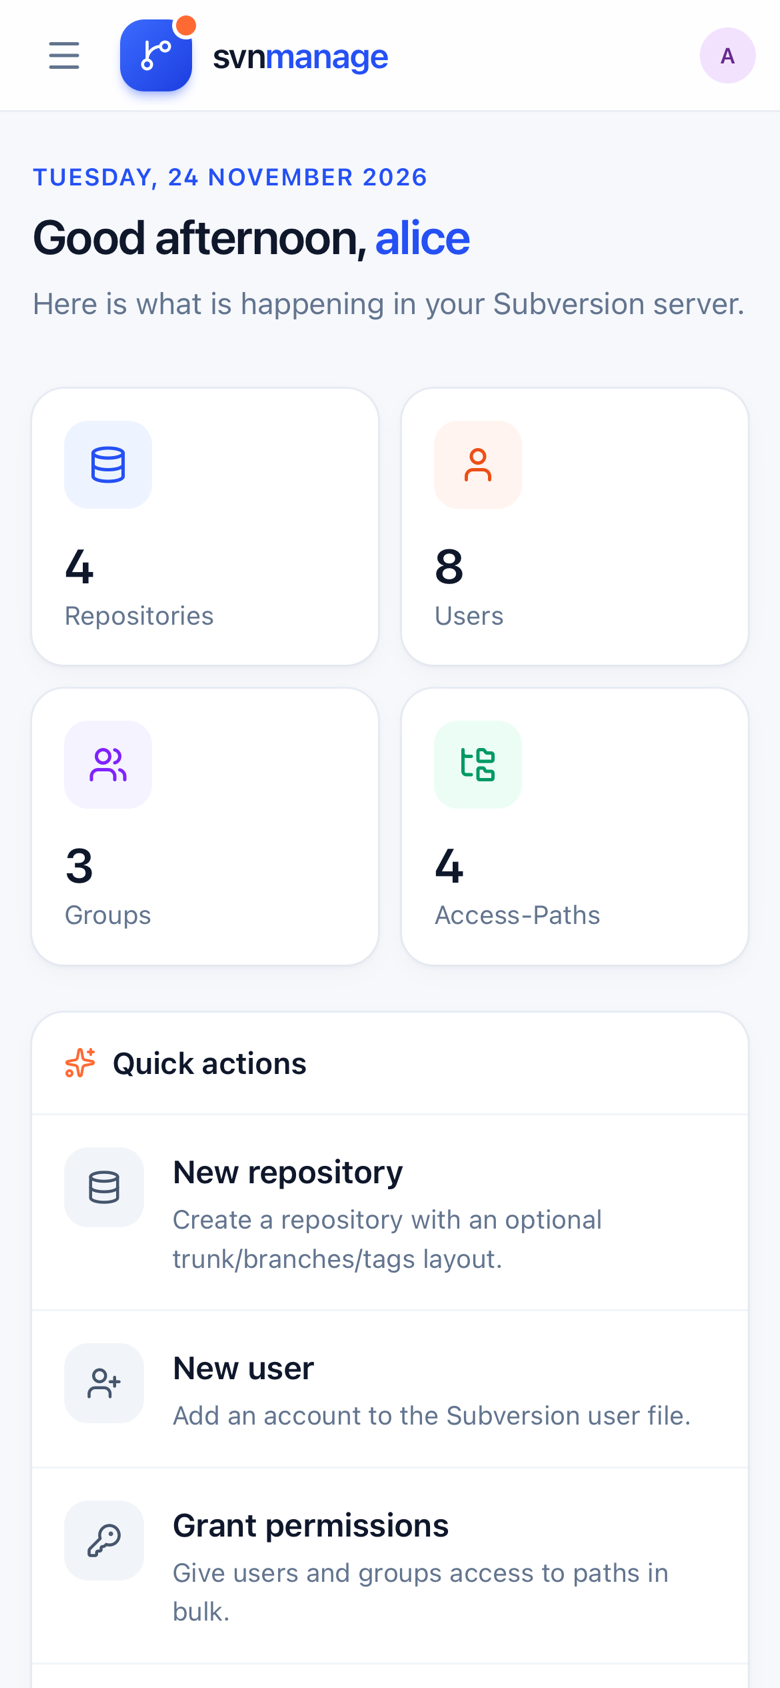 svnmanage
A
TUESDAY, 24 NOVEMBER 2026
Good afternoon, alice
Here is what is happening in your Subversion server.
4
Repositories
8
Users
3
Groups
4
Access-Paths
Quick actions
New repository
Create a repository with an optional
trunk/branches/tags layout.
New user
Add an account to the Subversion user file.
Grant permissions
Give users and groups access to paths in
bulk.